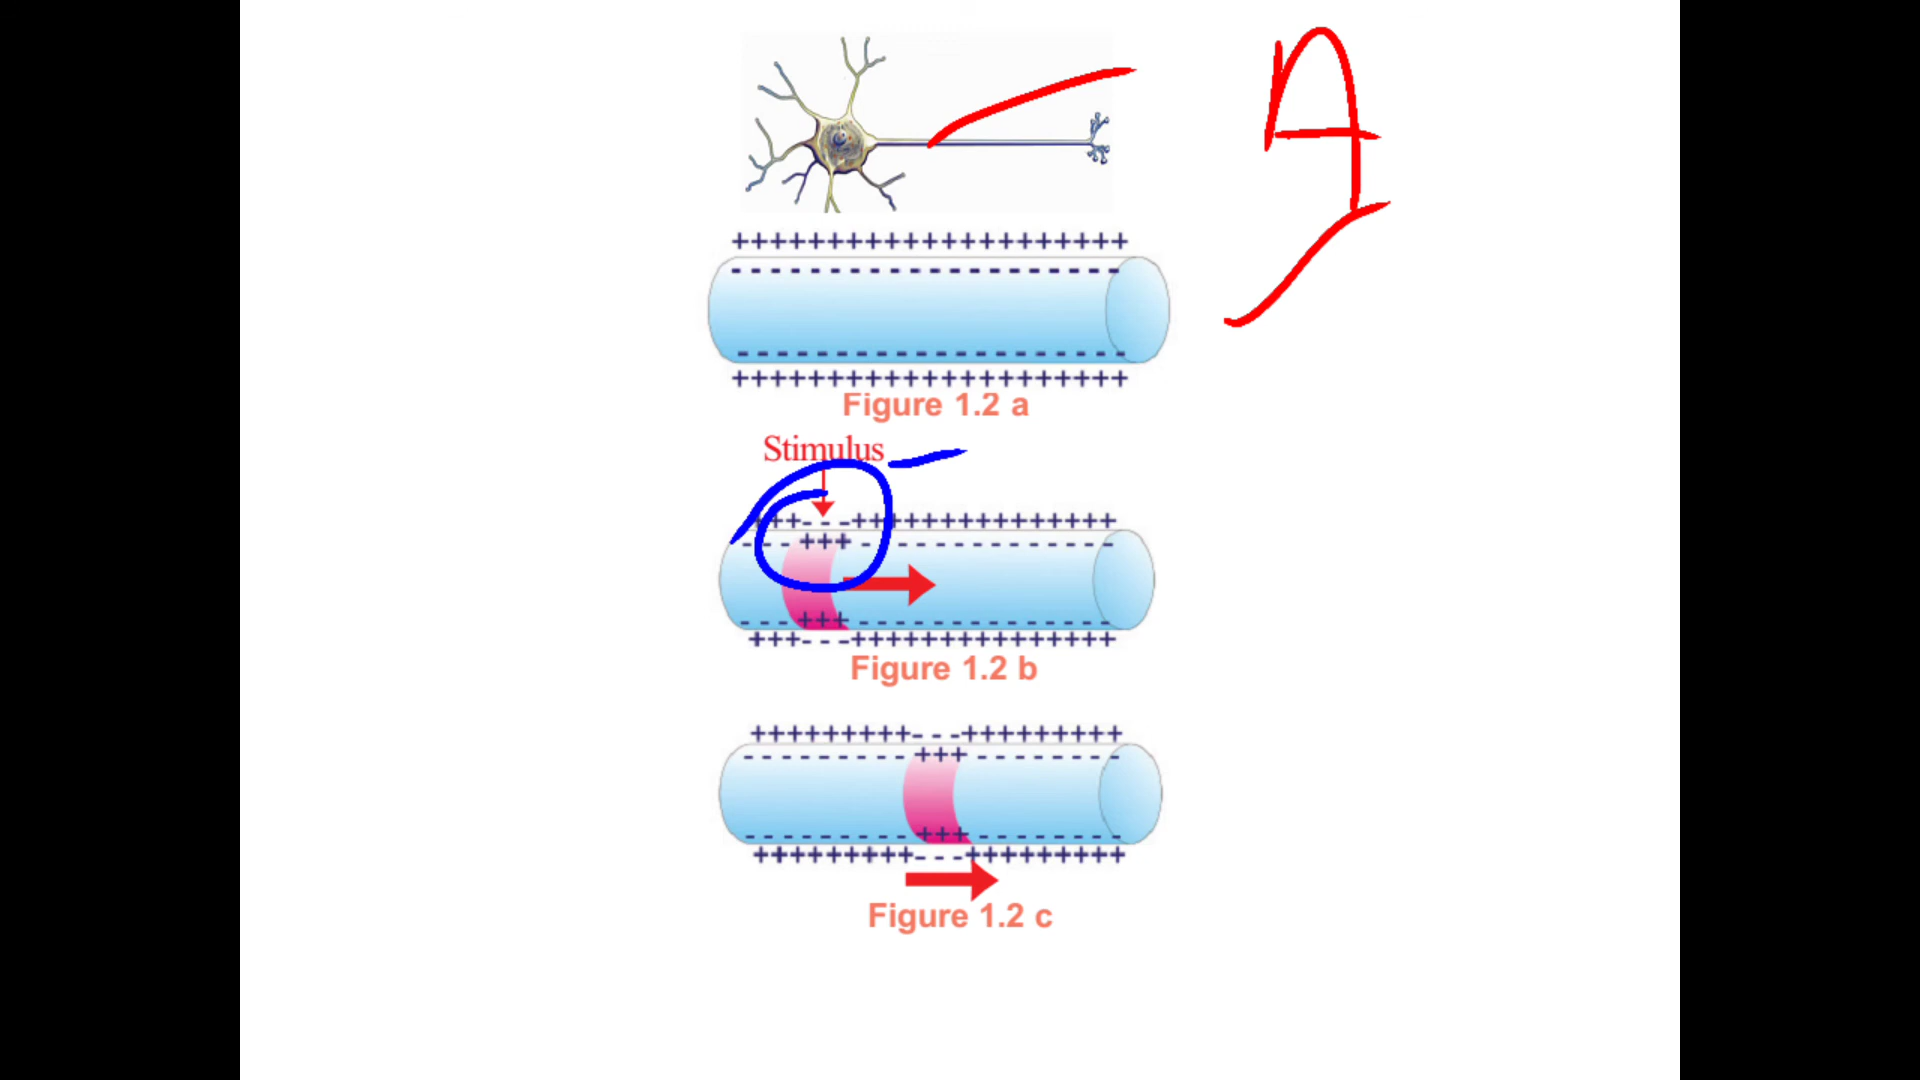 A
++++++++++++++++++++++
- - - - - - - - - - - - - - - - - - - -
- - - - - - - - - - - - - - - - - - - -
+++++++++++++++++++++
Figure 1.2 a
Stimulus
+++- - -++++++++++++++
- - - +++ - - - - - - - - - - - - - -
- - - +++ - - - - - - - - - - - - - -
+++- - -++++++++++++++
Figure 1.2 b
+++++++++- - -+++++++++
- - - - - - - - - +++ - - - - - - - -
- - - - - - - - - +++ - - - - - - - -
+++++++++- - -+++++++++
Figure 1.2 c